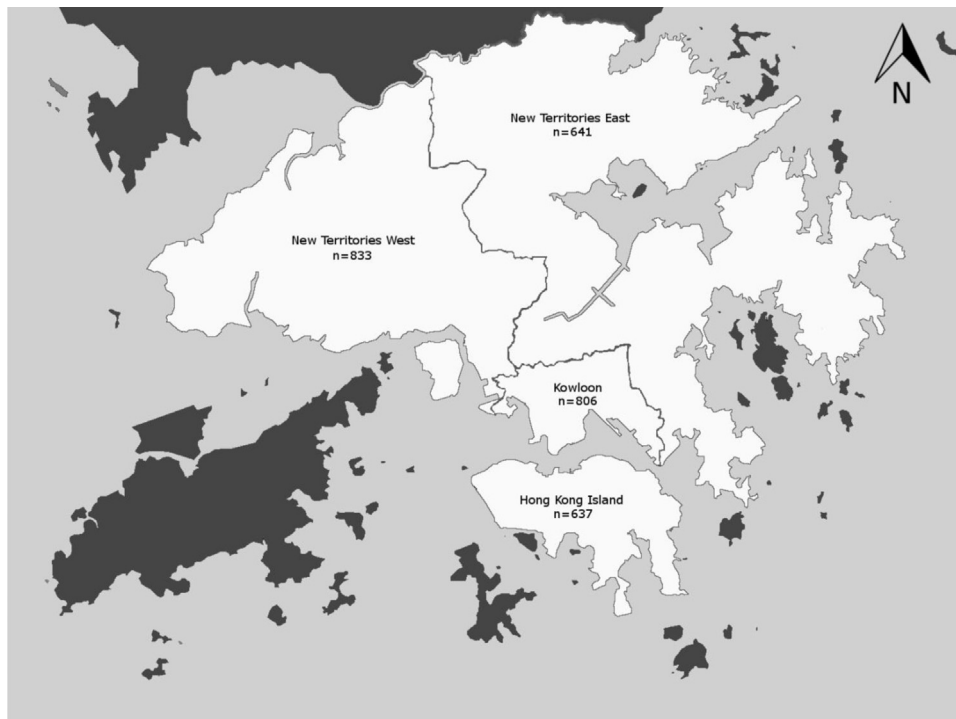 N
New Territories East
n=641
New Territories West
n=833
Kowloon
n=806
Hong Kong Island
n=637